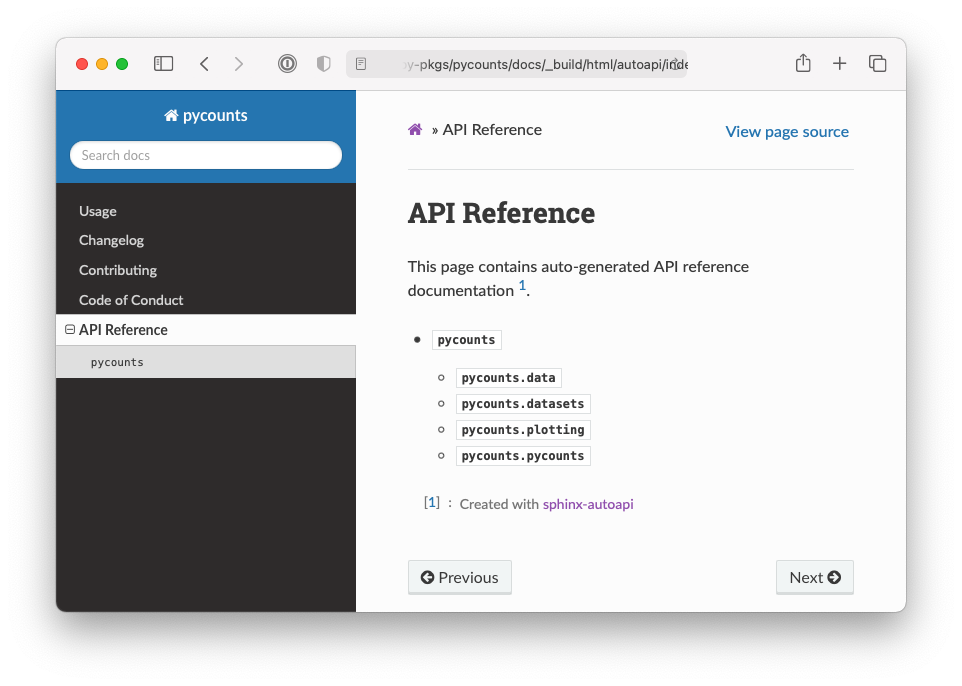 -pkgs/pycounts/docs/_build/html/autoapi/inde
pycounts
Search docs
Usage
Changelog
Contributing
Code of Conduct
API Reference
pycounts
» API Reference
View page source
API Reference
This page contains auto-generated API reference
documentation 1.
pycounts
pycounts.data
pycounts.datasets
pycounts.plotting
pycounts.pycounts
[1] : Created with sphinx-autoapi
Previous
Next